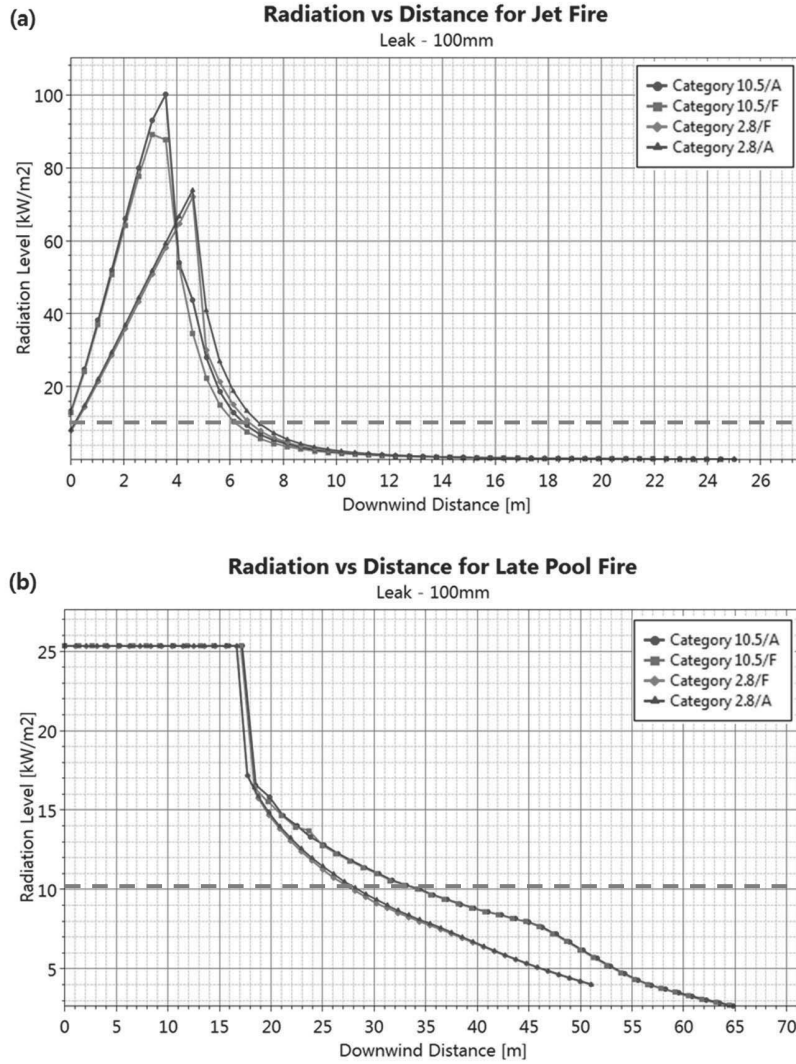 (a)
Radiation vs Distance for Jet Fire
Leak - 100mm
Category 10.5/A
Category 10.5/F
Category 2.8/F
Category 2.8/A
Radiation Level [kW/m2]
100
80
60
40
20
0 2 4 6 8 10 12 14 16 18 20 22 24 26
Downwind Distance [m]
(b)
Radiation vs Distance for Late Pool Fire
Leak - 100mm
Category 10.5/A
Category 10.5/F
Category 2.8/F
Category 2.8/A
Radiation Level [kW/m2]
25
20
15
10
5
0 5 10 15 20 25 30 35 40 45 50 55 60 65 70
Downwind Distance [m]